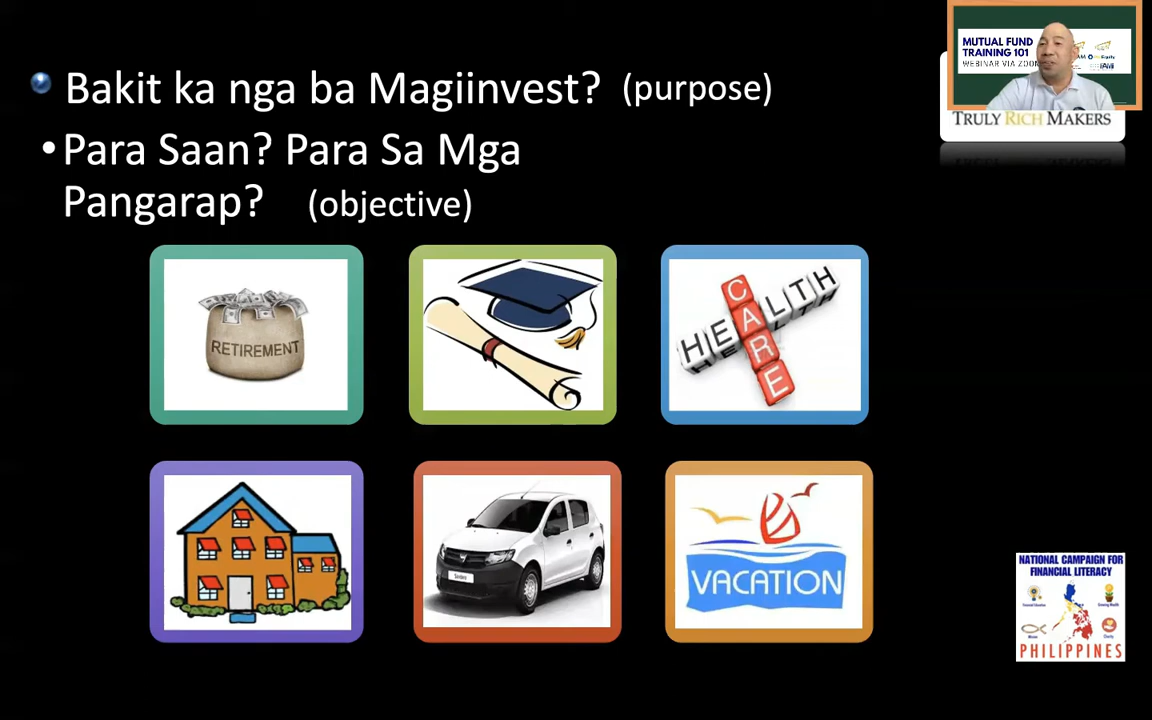 Bakit ka nga ba Magiinvest? (purpose)
Para Saan? Para Sa Mga
Pangarap? (objective)
MUTUAL FUND
TRAINING 101
WEBINAR VIA ZOOM
TRULY RICH MAKERS
RETIREMENT
HEALTH
CARE
VACATION
NATIONAL CAMPAIGN FOR
FINANCIAL LITERACY
PHILIPPINES